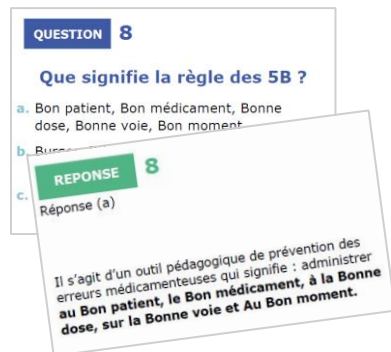 QUESTION 8
Que signifie la règle des 5B ?
a. Bon patient, Bon médicament, Bonne
dose, Bonne voie, Bon moment
b.
c.
REPONSE 8
Réponse (a)
Il s'agit d'un outil pédagogique de prévention des
erreurs médicamenteuses qui signifie : administrer
au Bon patient, le Bon médicament, à la Bonne
dose, sur la Bonne voie et Au Bon moment.